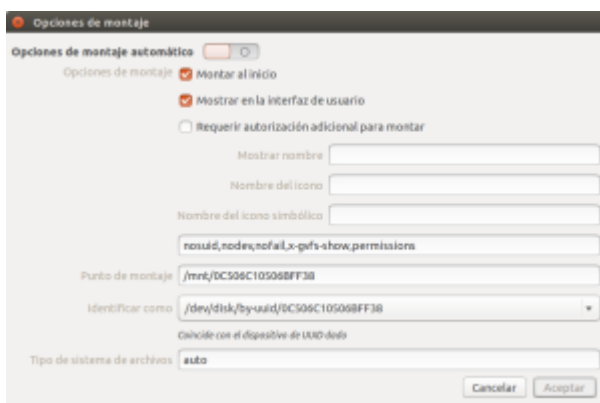 Opciones de montaje
Opciones de montaje automático
Opciones de montaje Montar al inicio
Mostrar en la interfaz de usuario
Requerir autorización adicional para montar
Mostrar nombre
Nombre del icono
Nombre del icono simbólico
nosuid,nodev,nofail,x-gvfs-show,permissions
Punto de montaje /mnt/0C506C10506BFF38
Identificar como /dev/disk/by-uuid/0C506C10506BFF38
Coincide con el dispositivo de UUID dado
Tipo de sistema de archivos auto
Cancelar Aceptar